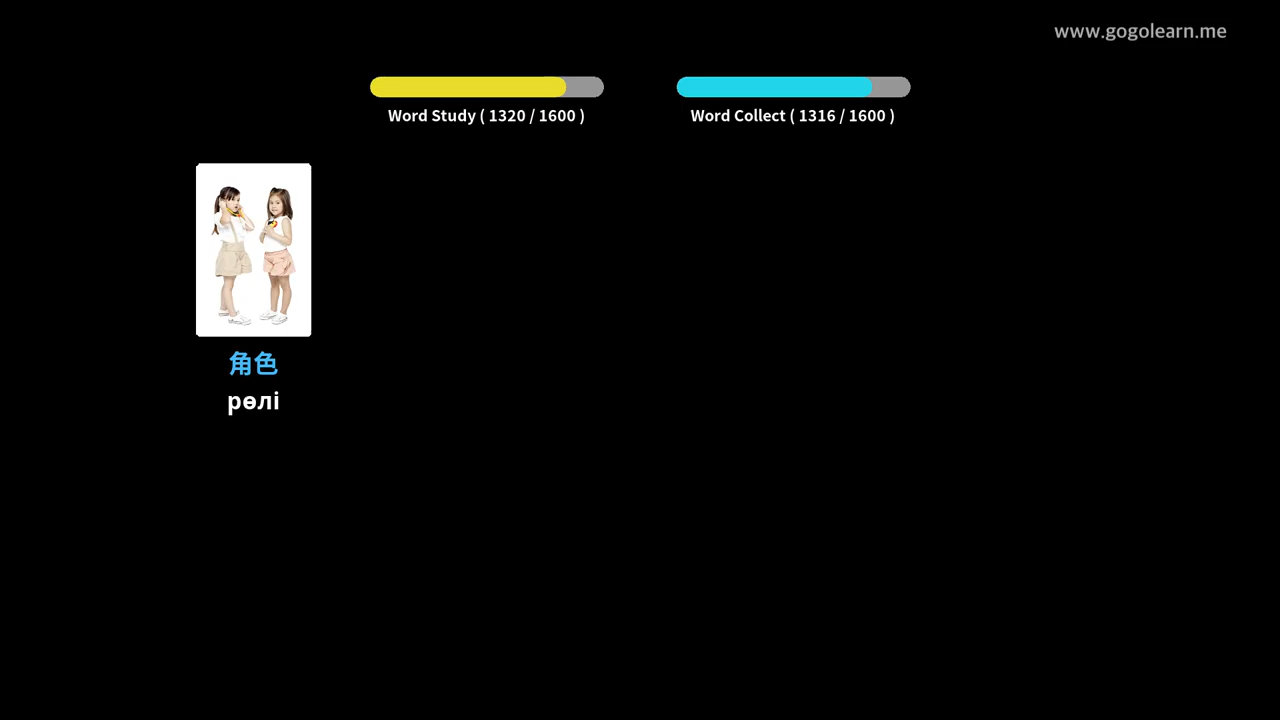 www.gogolearn.me
Word Study ( 1320 / 1600 )
Word Collect ( 1316 / 1600 )
角色
рөлі